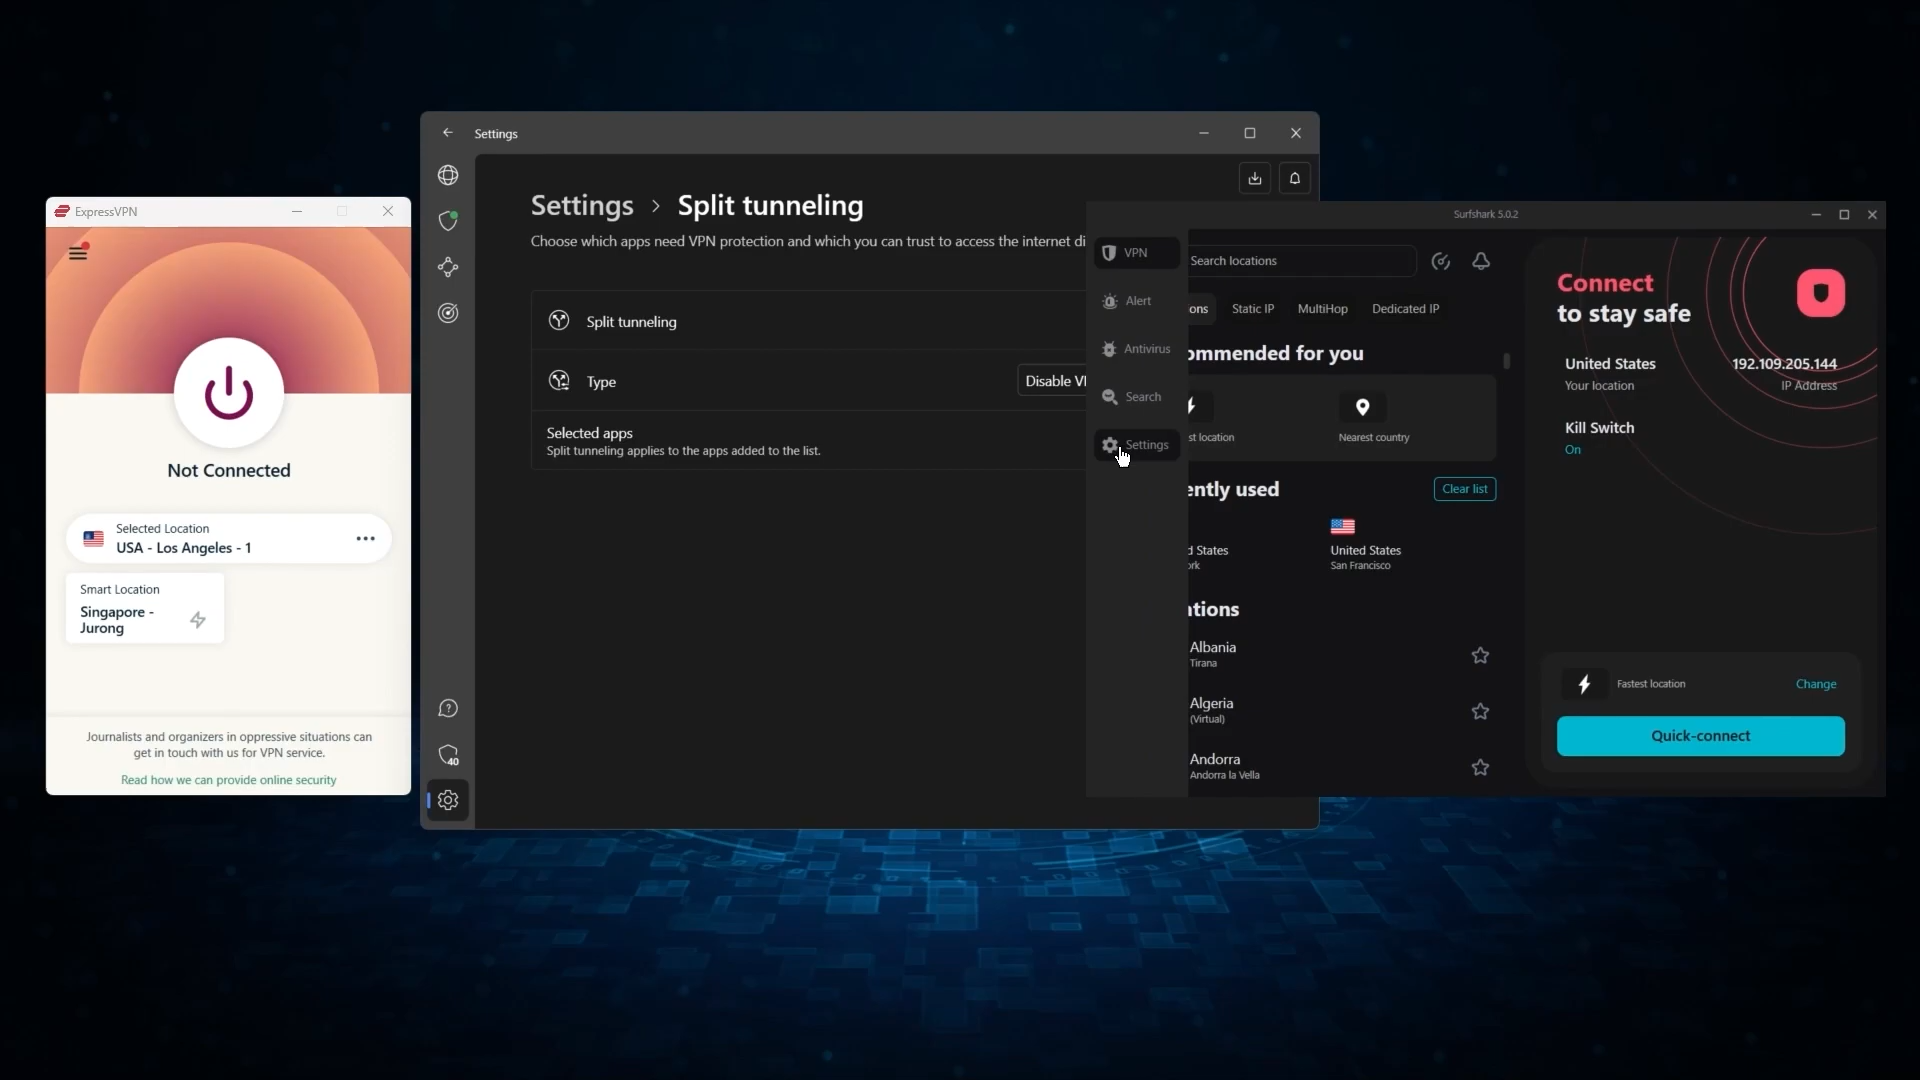 ExpressVPN
Not Connected
Selected Location
USA - Los Angeles - 1
Smart Location
Singapore -
Jurong
Journalists and organizers in oppressive situations can
get in touch with us for VPN service.
Read how we can provide online security
Settings
Settings > Split tunneling
Choose which apps need VPN protection and which you can trust to access the internet di
Split tunneling
Type
Disable V
Selected apps
Split tunneling applies to the apps added to the list.
40
Surfshark 5.0.2
VPN
Alert
Antivirus
Search
Settings
Search locations
ons
Static IP
MultiHop
Dedicated IP
ommended for you
st location
Nearest country
ently used
Clear list
d States
ork
United States
San Francisco
ations
Albania
Tirana
Algeria
(Virtual)
Andorra
Andorra la Vella
Connect
to stay safe
United States
Your location
192.109.205.144
IP Address
Kill Switch
On
Fastest location
Change
Quick-connect